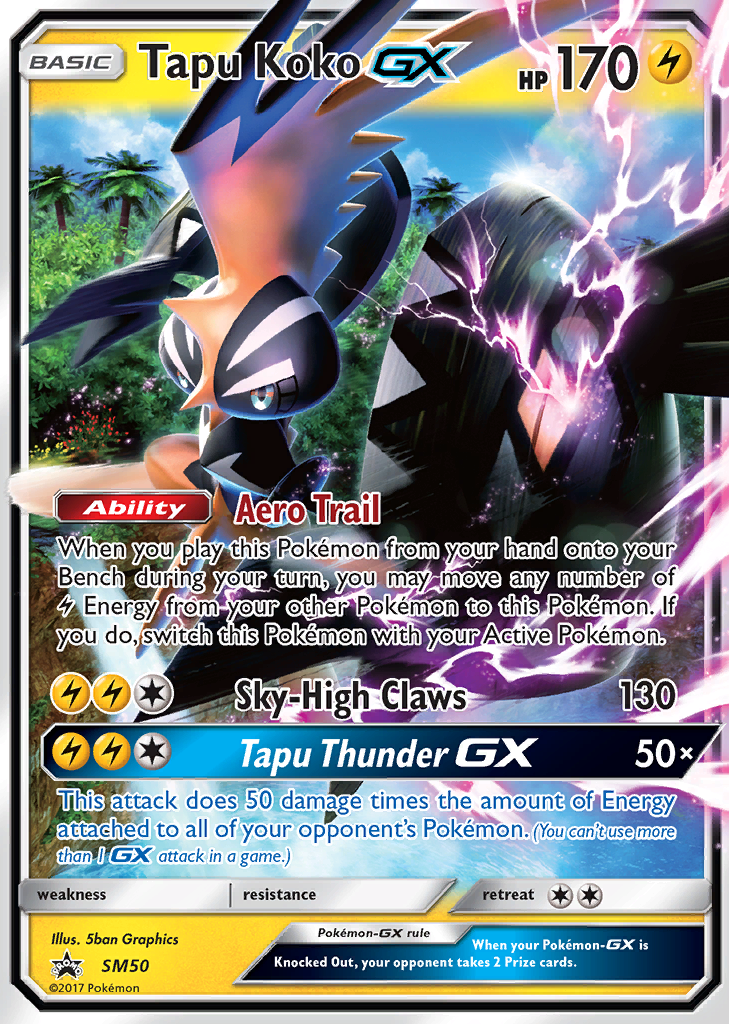 BASIC Tapu Koko GX HP 170
Ability Aero Trail
When you play this Pokémon from your hand onto your
Bench during your turn, you may move any number of
Energy from your other Pokémon to this Pokémon. If
you do, switch this Pokémon with your Active Pokémon.
Sky-High Claws 130
Tapu Thunder GX 50×
This attack does 50 damage times the amount of Energy
attached to all of your opponent's Pokémon. (You can't use more
than 1 GX attack in a game.)
weakness resistance retreat
Illus. 5ban Graphics
PROMO SM50
©2017 Pokémon
Pokémon-GX rule
When your Pokémon-GX is
Knocked Out, your opponent takes 2 Prize cards.